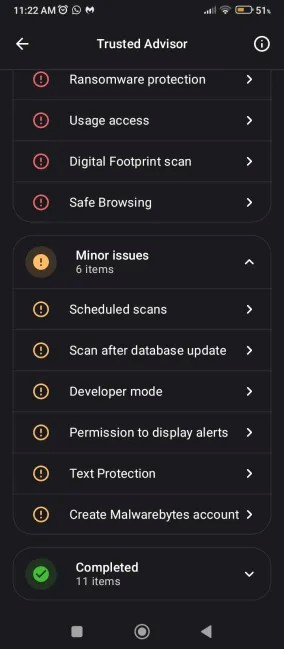 11:22 AM
51%
Trusted Advisor
Ransomware protection
Usage access
Digital Footprint scan
Safe Browsing
Minor issues
6 items
Scheduled scans
Scan after database update
Developer mode
Permission to display alerts
Text Protection
Create Malwarebytes account
Completed
11 items